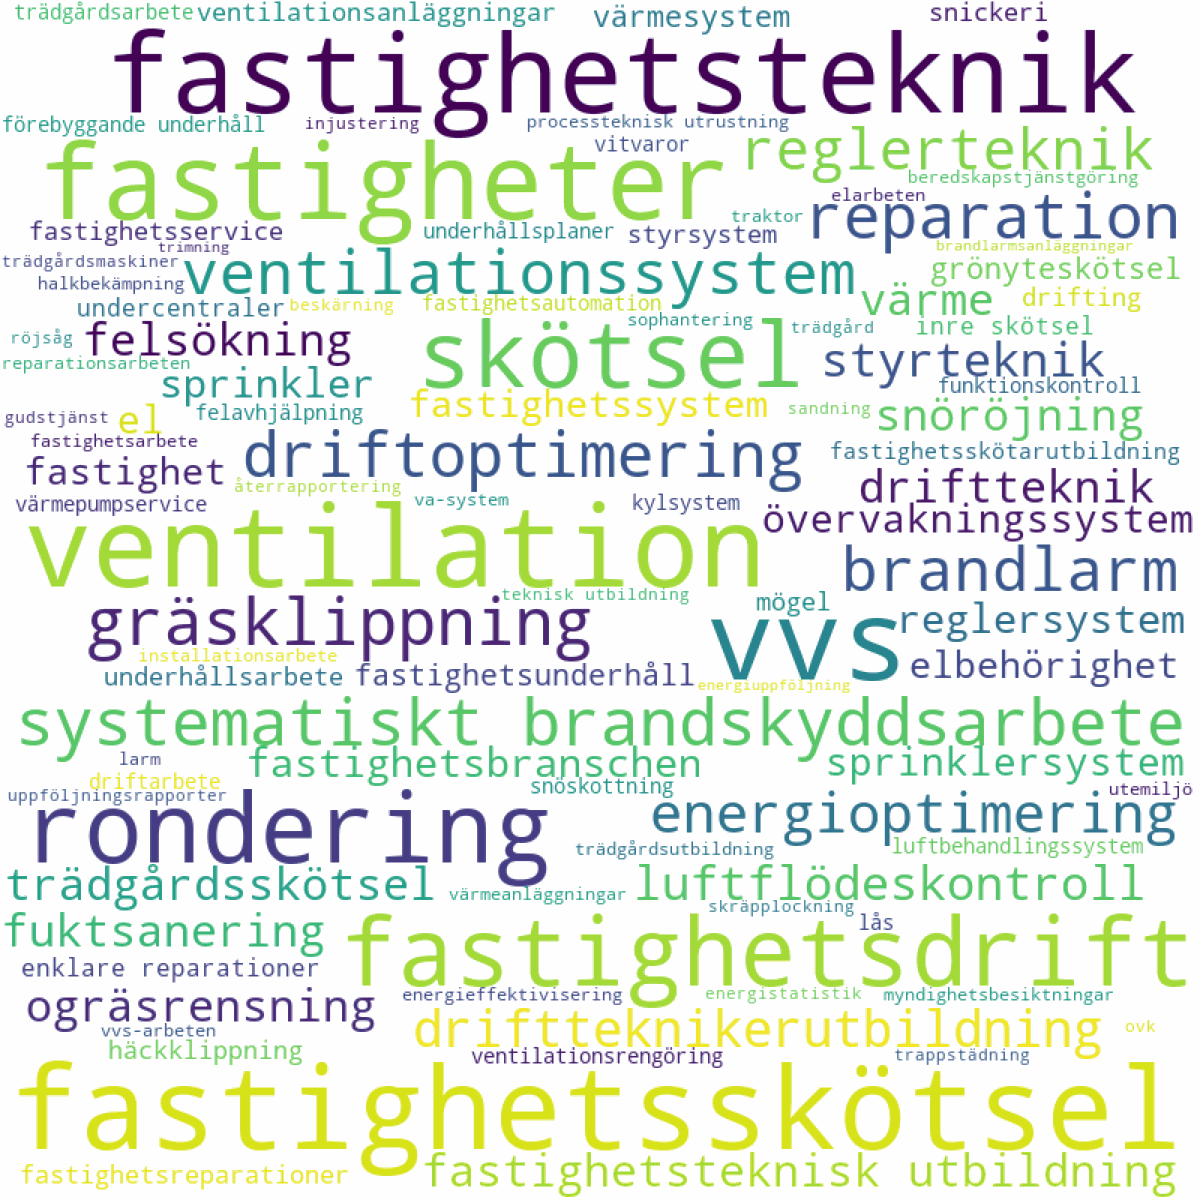 trädgårdsarbete
ventilationsanläggningar
värmesystem
snickeri
fastighetsteknik
förebyggande underhåll
injustering
processteknisk utrustning
vitvaror
reglerteknik
fastigheter
beredskapstjänstgöring
elarbeten
reparation
traktor
fastighetsservice
underhållsplaner
styrsystem
trimning
brandlarmsanläggningar
trädgårdsmaskiner
ventilationssystem
grönyteskötsel
halkbekämpning
värme
drifting
undercentraler
beskärning
fastighetsautomation
sophantering
trädgård
inre skötsel
röjsåg
felsökning
skötsel
styrteknik
reparationsarbeten
sprinkler
funktionskontroll
gudstjänst
el
felavhjälpning
fastighetssystem
sandning
snöröjning
fastighetsarbete
driftoptimering
fastighetsskötarutbildning
fastighet
återrapportering
driftteknik
värmepumpservice
va-system
kylsystem
övervakningssystem
ventilation
brandlarm
teknisk utbildning
mögel
gräsklippning
vvs
reglersystem
installationsarbete
underhållsarbete
fastighetsunderhåll
elbehörighet
energiuppföljning
systematiskt brandskyddsarbete
larm
fastighetsbranschen
sprinklersystem
driftarbete
snöskottning
utemiljö
uppföljningsrapporter
rondering
energioptimering
trädgårdsutbildning
luftbehandlingssystem
trädgårdsskötsel
värmeanläggningar
luftflödeskontroll
skräpplockning
lås
fuktsanering
fastighetsdrift
enklare reparationer
ogräsrensning
energieffektivisering
energistatistik
myndighetsbesiktningar
vvs-arbeten
driftteknikerutbildning
ovk
häckklippning
ventilationsrengöring
trappstädning
fastighetsskötsel
fastighetsreparationer
fastighetsteknisk utbildning